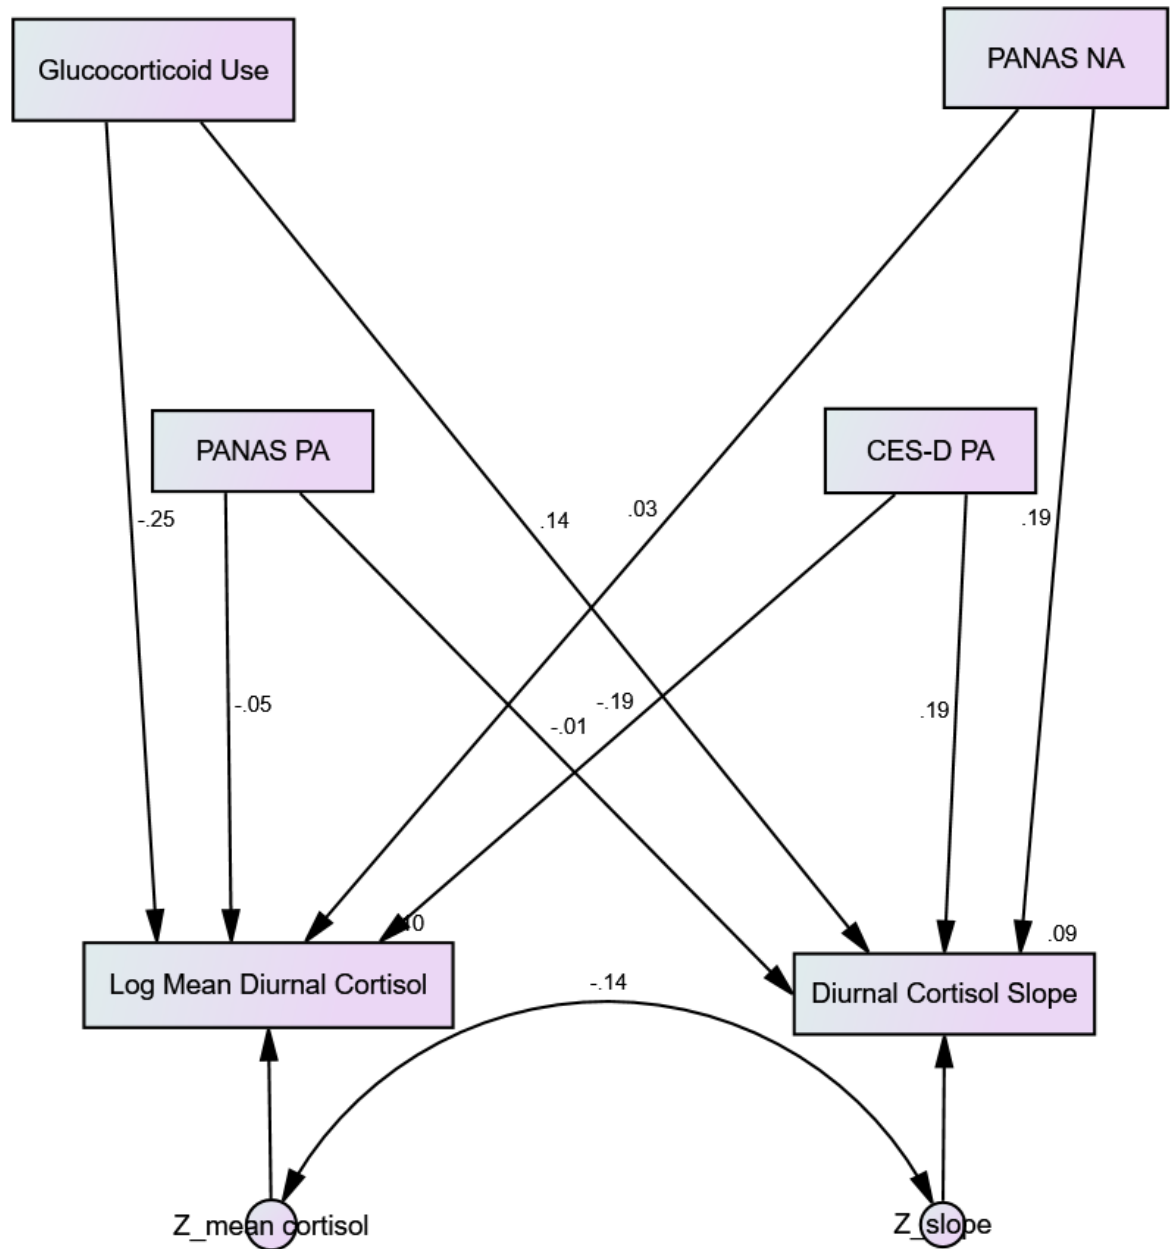 Glucocorticoid Use
PANAS NA
PANAS PA
CES-D PA
-.25
.14
.03
.19
-.05
-.01
-.19
.19
.09
Log Mean Diurnal Cortisol
-.14
Diurnal Cortisol Slope
Z_mean cortisol
Z_slope